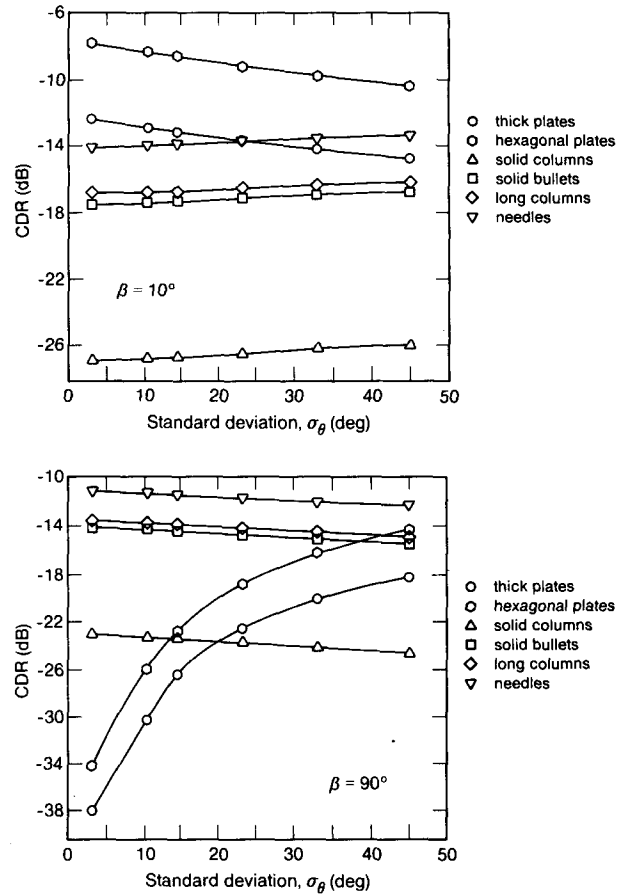 -6
-10
-14
-18
-22
-26
CDR (dB)
β = 10°
0 10 20 30 40 50
Standard deviation, σθ (deg)
thick plates
hexagonal plates
solid columns
solid bullets
long columns
needles
-10
-14
-18
-22
-23
-31
-38
CDR (dB)
β = 90°
0 10 20 30 40 50
Standard deviation, σθ (deg)
thick plates
hexagonal plates
solid columns
solid bullets
long columns
needles